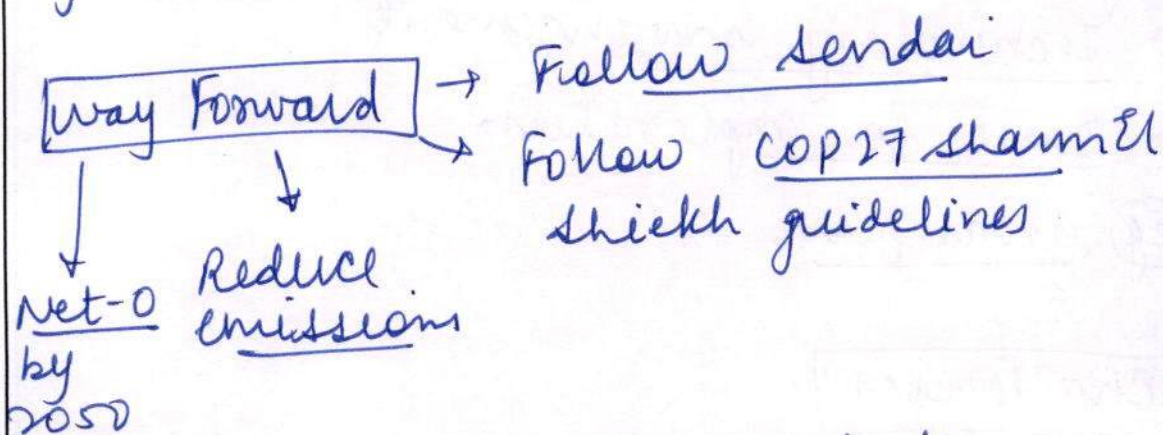 Way Forward → Follow Sendai
→ Follow COP27 Sharm El
Shiekh guidelines
↓ Net-0
by
2050
↓ Reduce
emissions